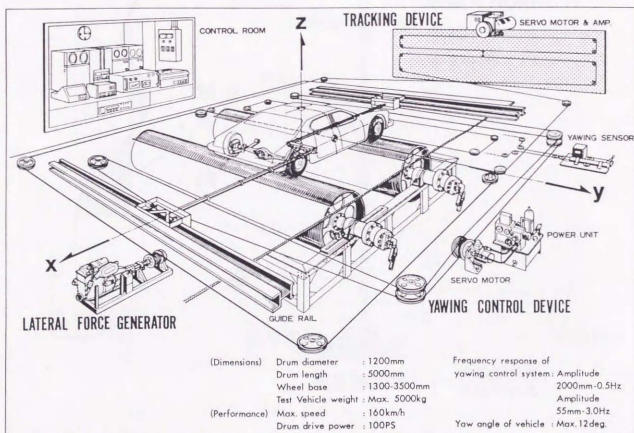 CONTROL ROOM
TRACKING DEVICE
SERVO MOTOR & AMP.
Z
YAWING SENSOR
y
POWER UNIT
SERVO MOTOR
X
YAWING CONTROL DEVICE
LATERAL FORCE GENERATOR
GUIDE RAIL
(Dimensions) Drum diameter : 1200mm
Drum length : 5000mm
Wheel base : 1300-3500mm
Test Vehicle weight : Max. 5000kg
(Performance) Max. speed : 160km/h
Drum drive power : 100PS
Frequency response of
yawing control system : Amplitude
2000mm-0.5Hz
Amplitude
55mm-3.0Hz
Yaw angle of vehicle : Max. 12deg.